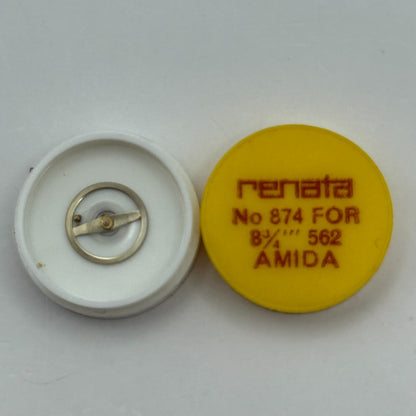 renata
No 874 FOR
8¾''' 562
AMIDA